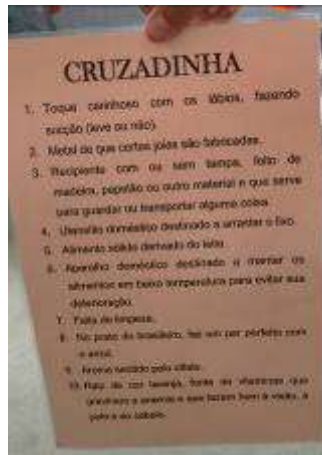 CRUZADINHA
1. Toque carinhoso com os lábios, fazendo
sucção (leve ou não).
2. Metal de que certas joias são fabricadas.
3. Recipiente com ou sem tampa, feito de
madeira, papelão ou outro material e que serve
para guardar ou transportar alguma coisa.
4. Utensílio doméstico destinado a arrastar o lixo.
5. Alimento sólido derivado do leite.
6. Aparelho doméstico destinado a manter os
alimentos em baixa temperatura para evitar sua
deterioração.
7. Falta de limpeza.
8. No prato do brasileiro, faz um par perfeito com
o arroz.
9. Aroma sentido pelo olfato.
10. Raiz de cor laranja, fonte de vitaminas que
previnem a anemia e que fazem bem à visão, à
pele e ao cabelo.